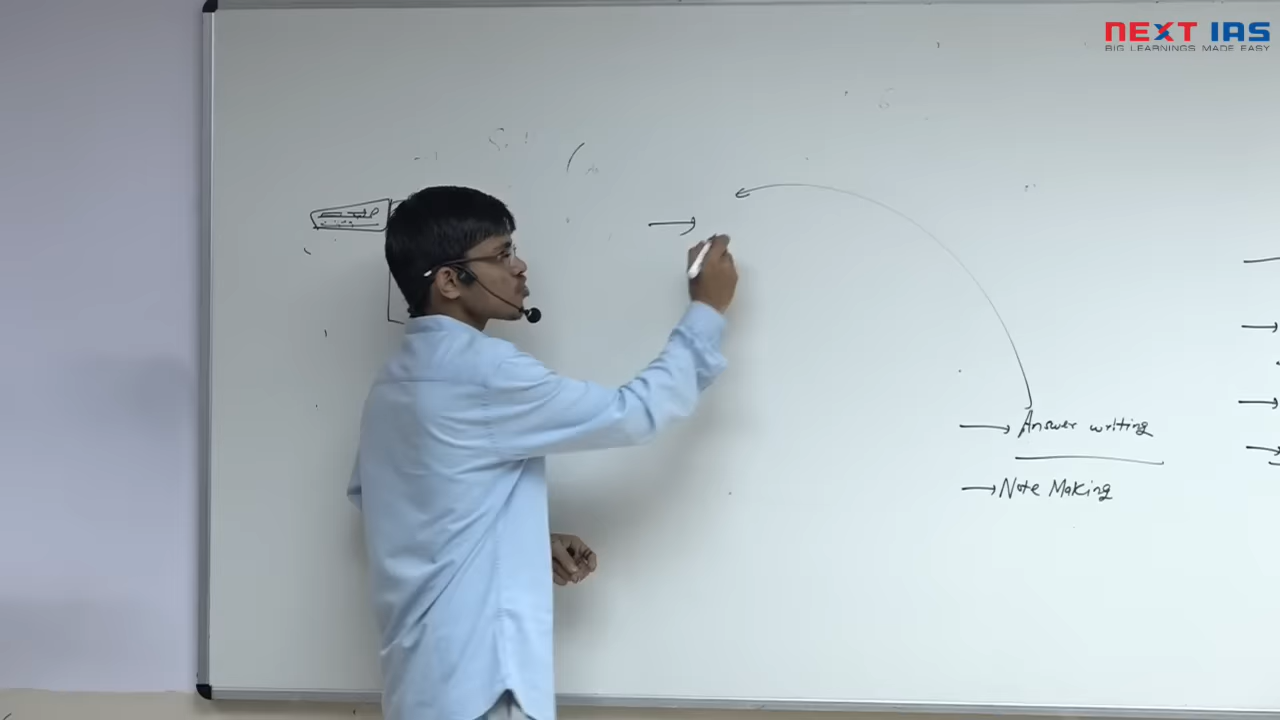 NEXT IAS
BIG LEARNINGS MADE EASY
Answer writing
Note Making